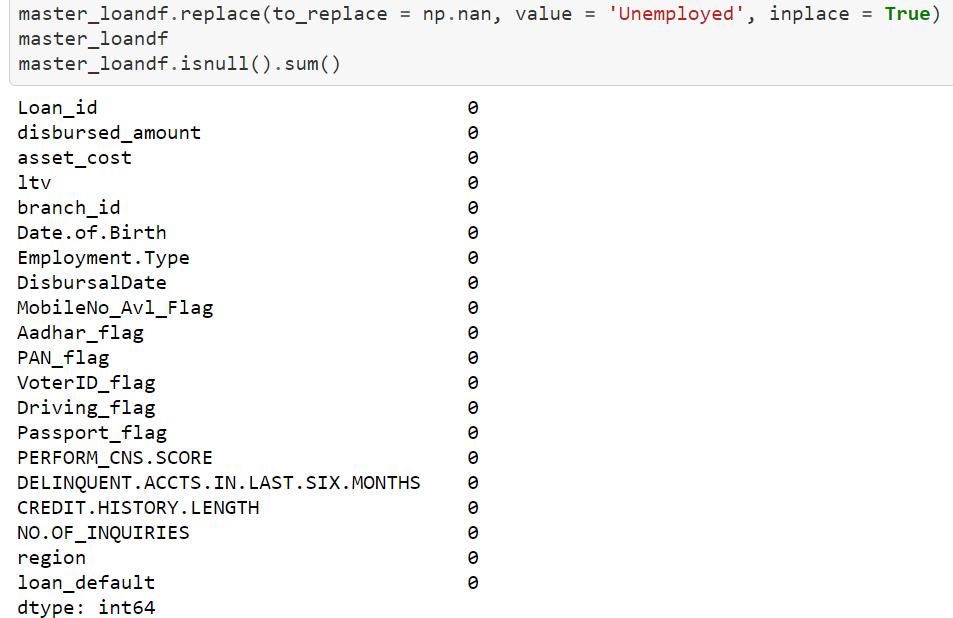 master_loandf.replace(to_replace = np.nan, value = 'Unemployed', inplace = True)
master_loandf
master_loandf.isnull().sum()
Loan_id 0
disbursed_amount 0
asset_cost 0
ltv 0
branch_id 0
Date.of.Birth 0
Employment.Type 0
DisbursalDate 0
MobileNo_Avl_Flag 0
Aadhar_flag 0
PAN_flag 0
VoterID_flag 0
Driving_flag 0
Passport_flag 0
PERFORM_CNS.SCORE 0
DELINQUENT.ACCTS.IN.LAST.SIX.MONTHS 0
CREDIT.HISTORY.LENGTH 0
NO.OF_INQUIRIES 0
region 0
loan_default 0
dtype: int64